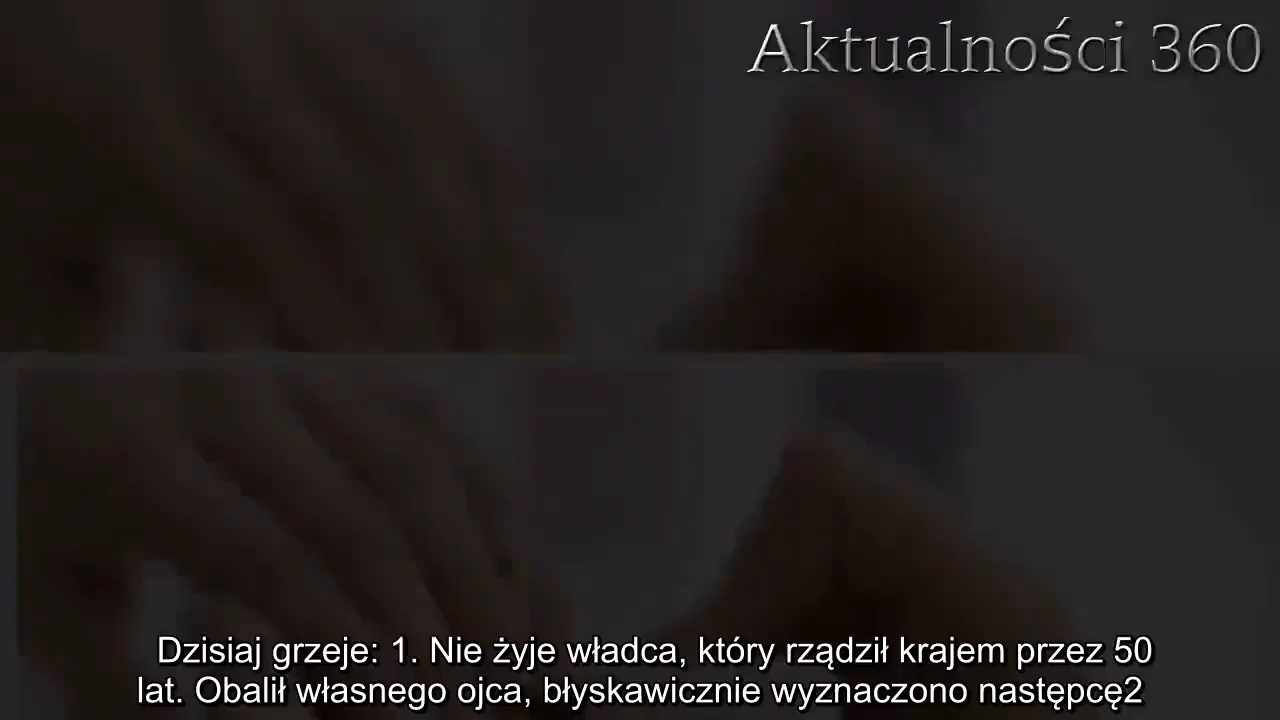 Aktualności 360
Dzisiaj grzeje: 1. Nie żyje władca, który rządził krajem przez 50
lat. Obalił własnego ojca, błyskawicznie wyznaczono następcę2